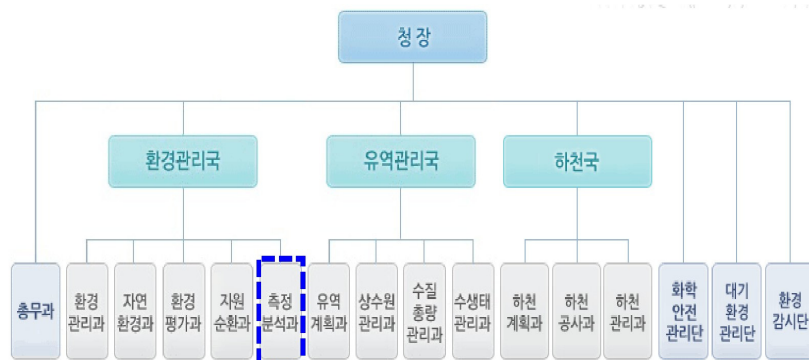 청 장
환경관리국
유역관리국
하천국
총무과
환경
관리과
자연
환경과
환경
평가과
자원
순환과
측정
분석과
유역
계획과
상수원
관리과
수질
총량
관리과
수생태
관리과
하천
계획과
하천
공사과
하천
관리과
화학
안전
관리단
대기
환경
관리단
환경
감시단